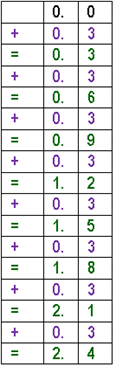 0. 0
+ 0. 3
= 0. 3
+ 0. 3
= 0. 6
+ 0. 3
= 0. 9
+ 0. 3
= 1. 2
+ 0. 3
= 1. 5
+ 0. 3
= 1. 8
+ 0. 3
= 2. 1
+ 0. 3
= 2. 4